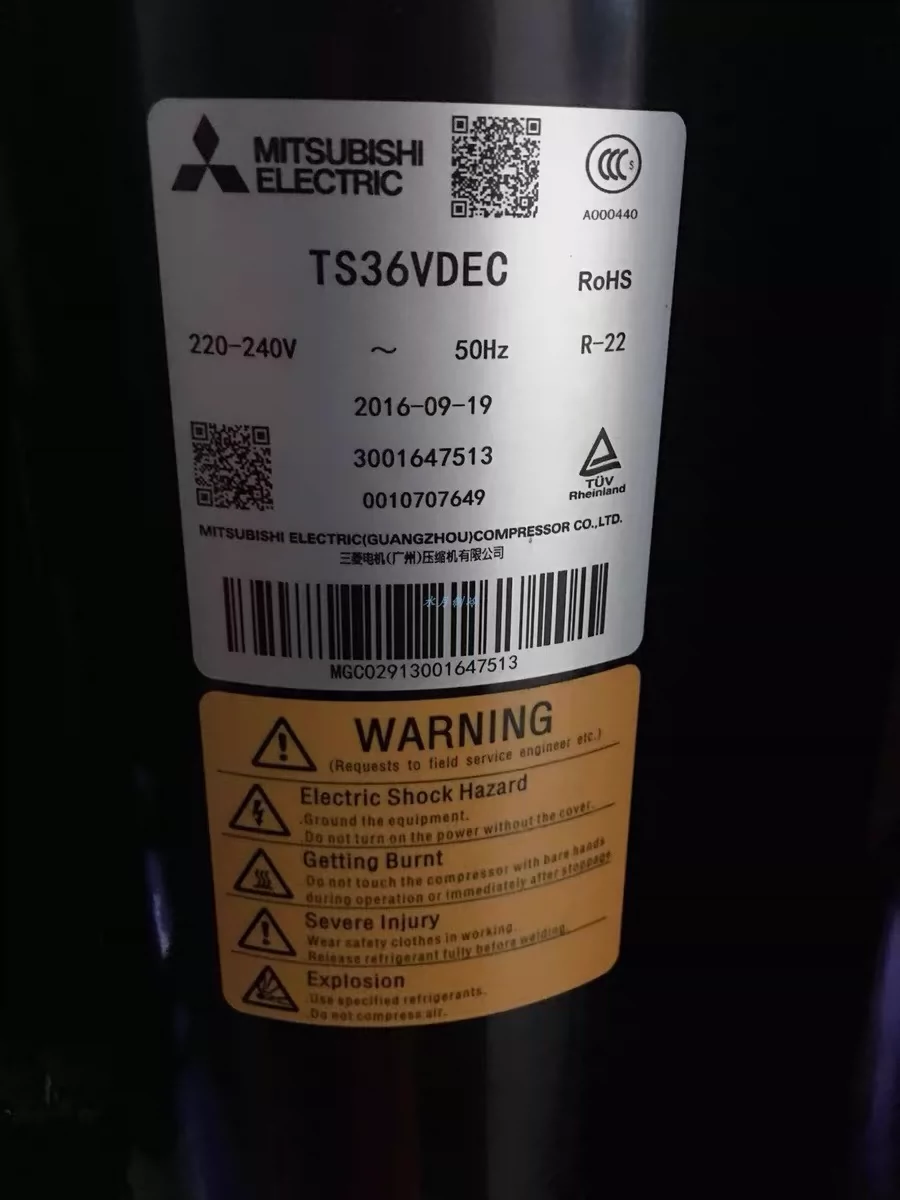 MITSUBISHI
ELECTRIC
CCC S
A000440
TS36VDEC
RoHS
220-240V ~ 50Hz R-22
2016-09-19
3001647513
0010707649
TÜV
Rheinland
MITSUBISHI ELECTRIC(GUANGZHOU)COMPRESSOR CO.,LTD.
三菱电机(广州)压缩机有限公司
MGC02913001647513
WARNING
(Requests to field service engineer etc.)
Electric Shock Hazard
.Ground the equipment.
.Do not turn on the power without the cover.
Getting Burnt
Do not touch the compressor with bare hands
during operation or immediately after stoppage
Severe Injury
Wear safety clothes in working.
Release refrigerant fully before welding.
Explosion
.Use specified refrigerants.
.Do not compress air.